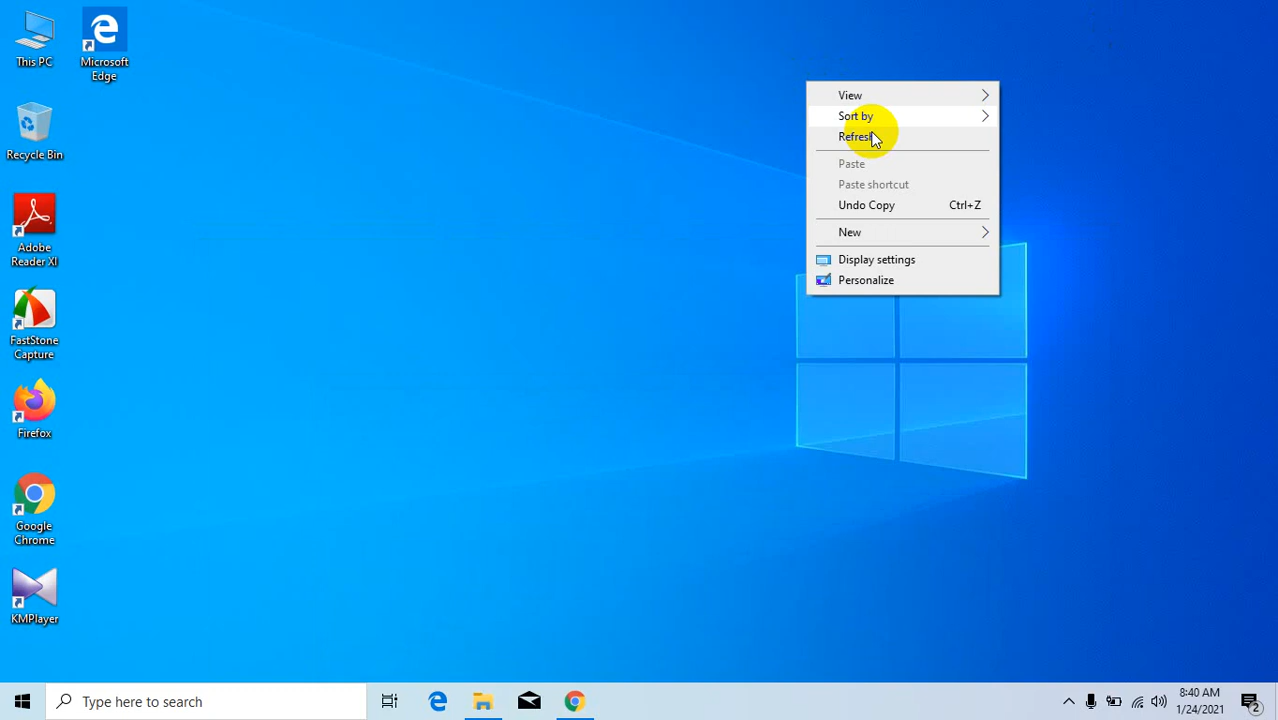 This PC
Microsoft
Edge
Recycle Bin
Adobe
Reader XI
FastStone
Capture
Firefox
Google
Chrome
KMPlayer
View
Sort by
Refresh
Paste
Paste shortcut
Undo Copy Ctrl+Z
New
Display settings
Personalize
Type here to search
8:40 AM
1/24/2021
2